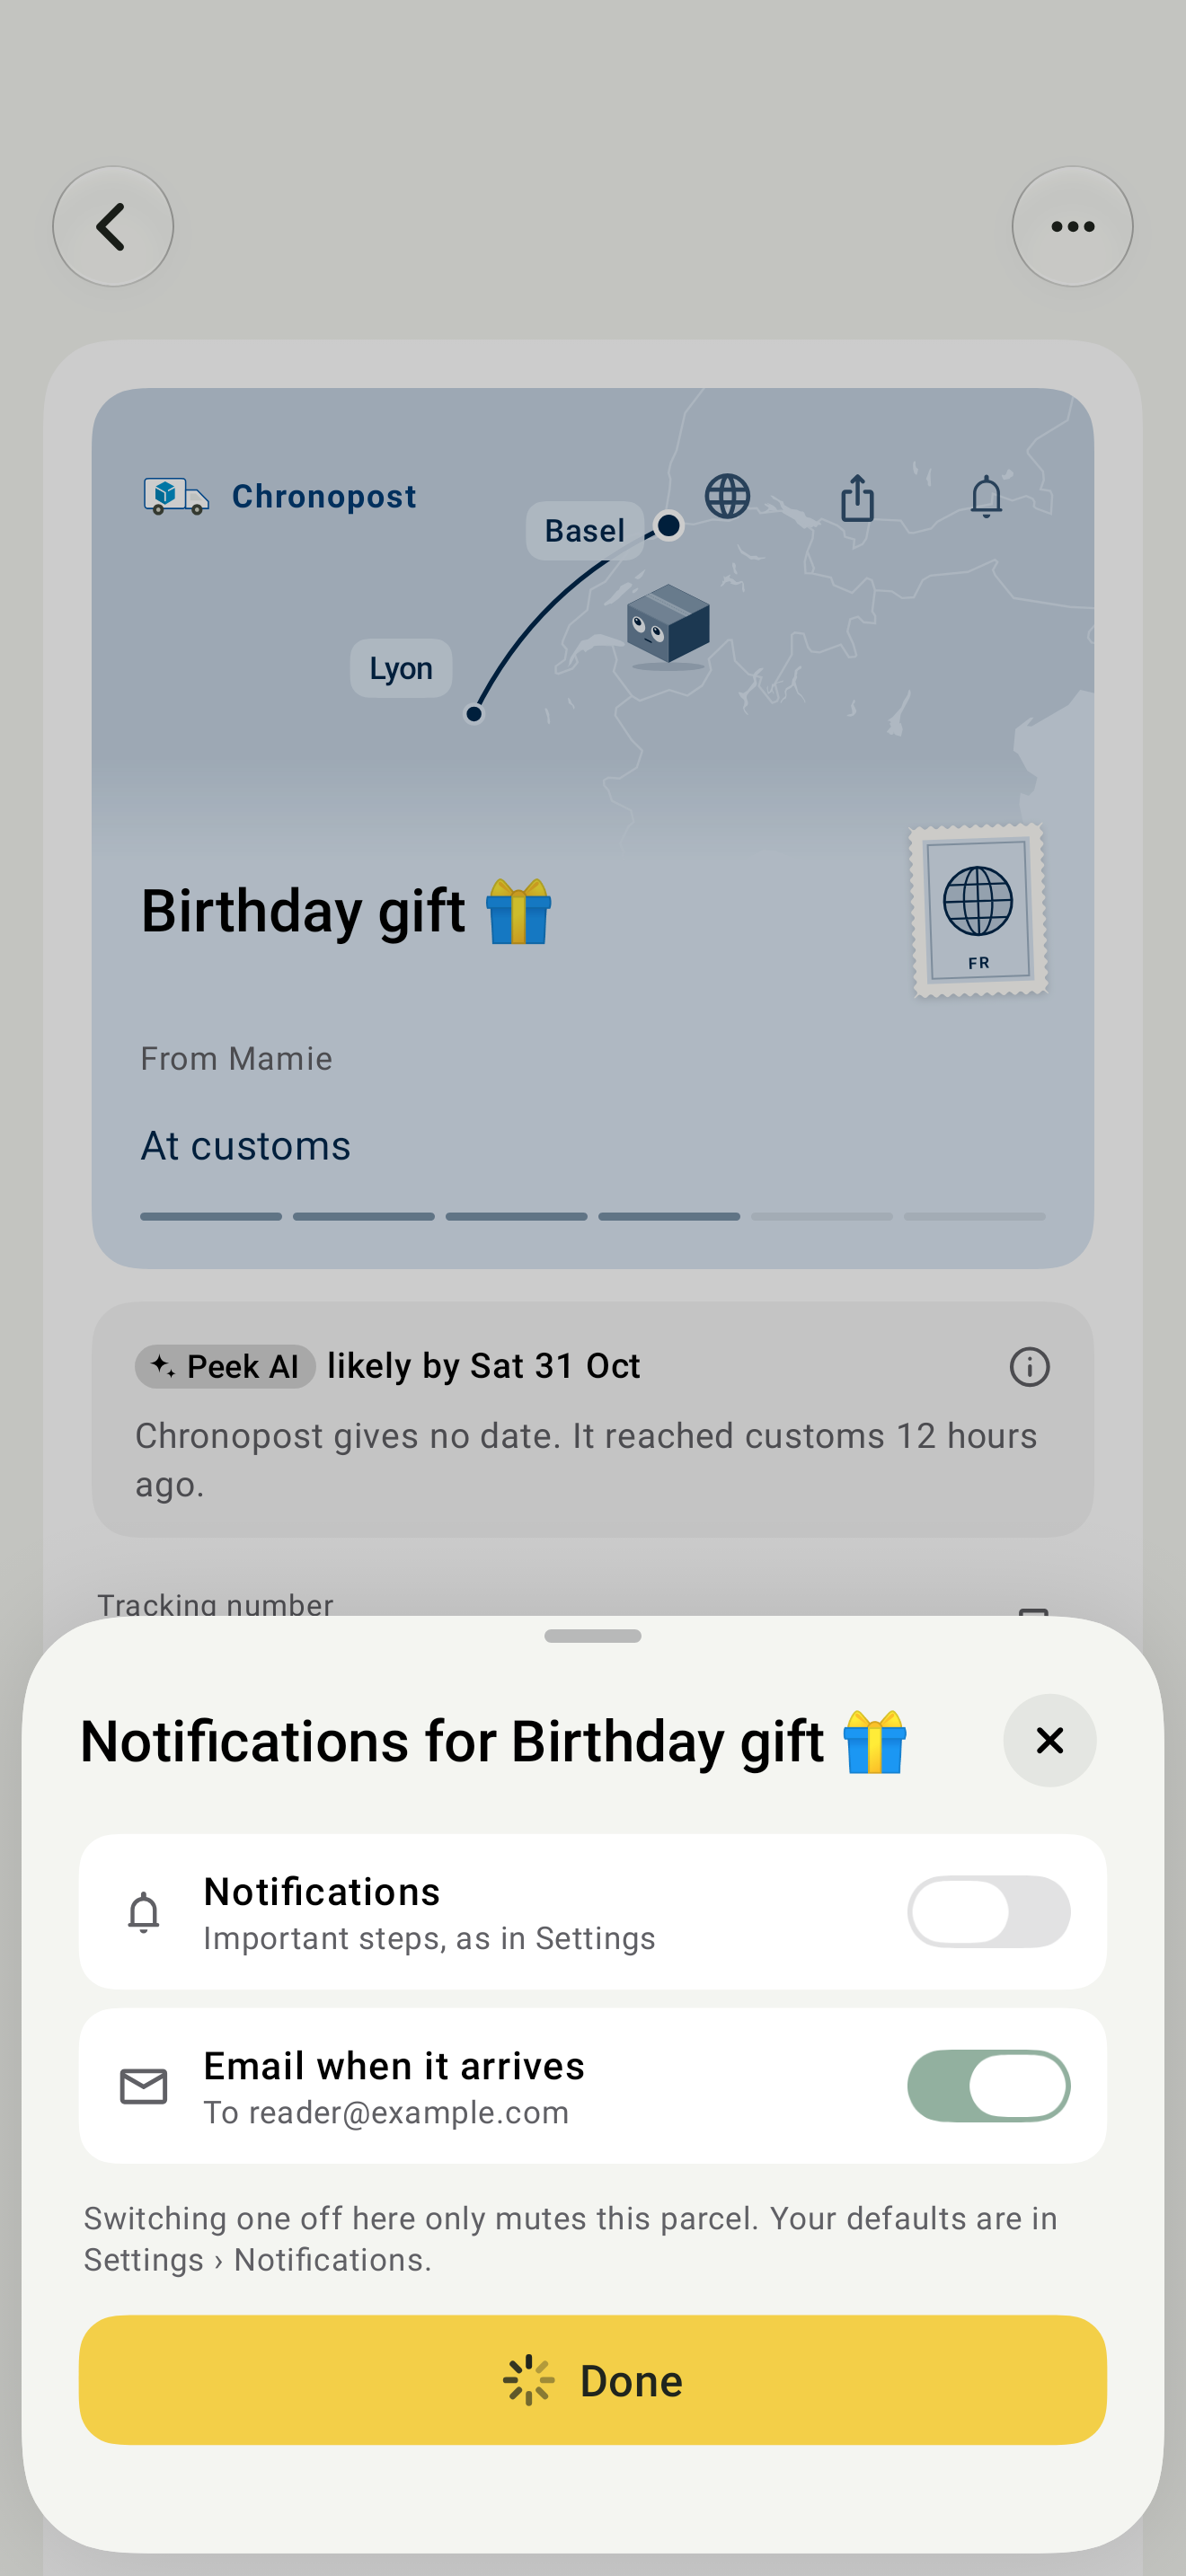 Chronopost
Basel
Lyon
Birthday gift 🎁
FR
From Mamie
At customs
Peek AI likely by Sat 31 Oct
Chronopost gives no date. It reached customs 12 hours
ago.
Tracking number
Notifications for Birthday gift 🎁
Notifications
Important steps, as in Settings
Email when it arrives
To reader@example.com
Switching one off here only mutes this parcel. Your defaults are in
Settings › Notifications.
Done